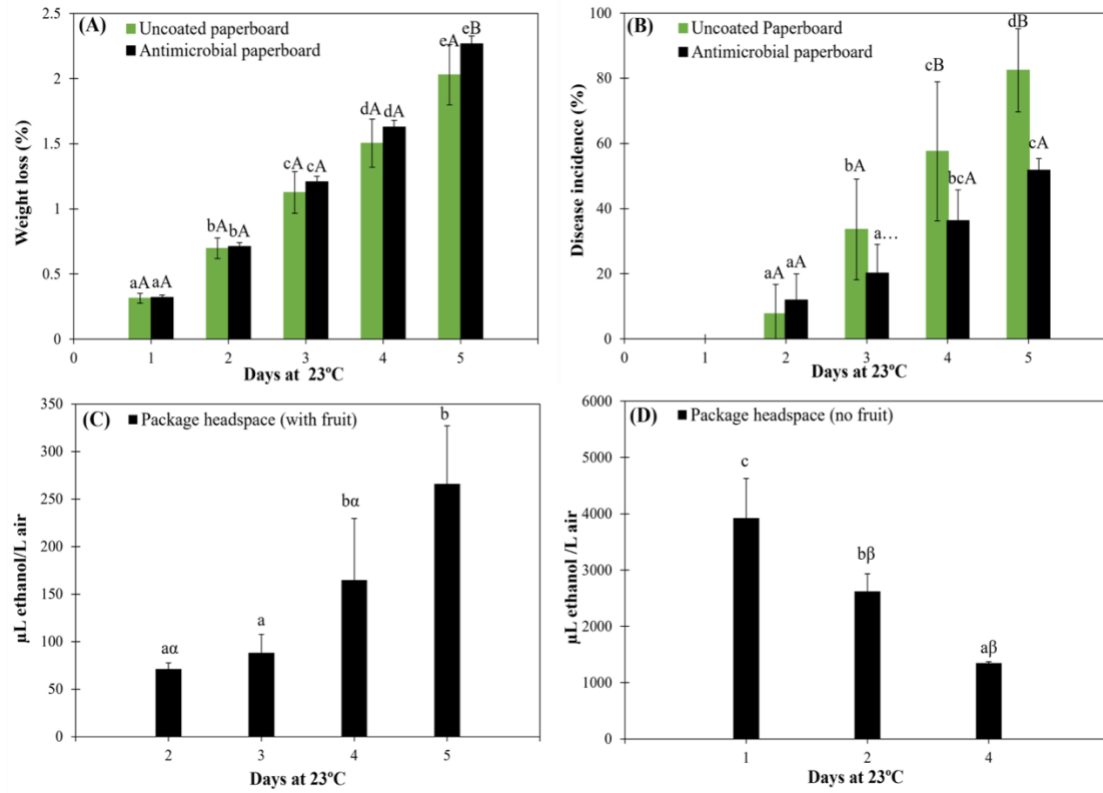 (A)
Uncoated paperboard
Antimicrobial paperboard
Weight loss (%)
2.5
2
1.5
1
0.5
0
aA aA
bA bA
cA cA
dA dA
eA eB
0 1 2 3 4 5
Days at 23ºC
(B)
Uncoated Paperboard
Antimicrobial paperboard
Disease incidence (%)
100
80
60
40
20
0
aA aA
bA a…
cB bcA
dB cA
0 1 2 3 4 5
Days at 23ºC
(C)
Package headspace (with fruit)
µL ethanol/L air
350
300
250
200
150
100
50
0
aα a bα b
2 3 4 5
Days at 23ºC
(D)
Package headspace (no fruit)
µL ethanol /L air
6000
5000
4000
3000
2000
1000
0
c bβ aβ
1 2 4
Days at 23ºC